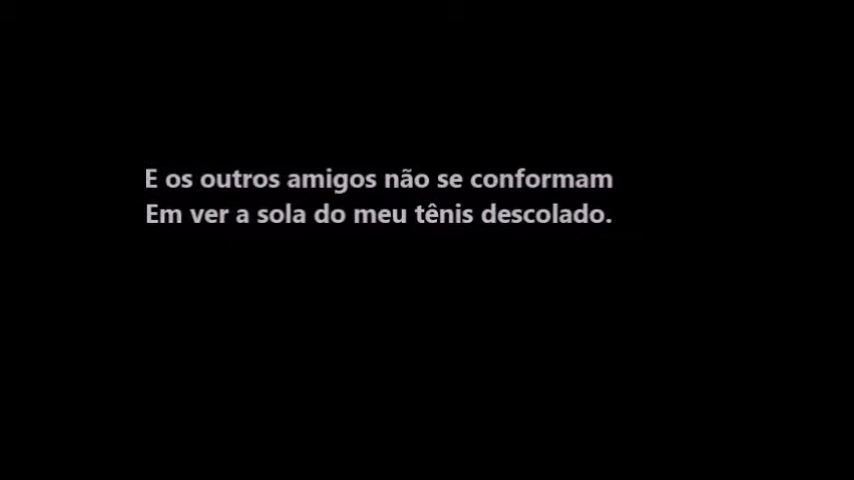 E os outros amigos não se conformam
Em ver a sola do meu tênis descolado.